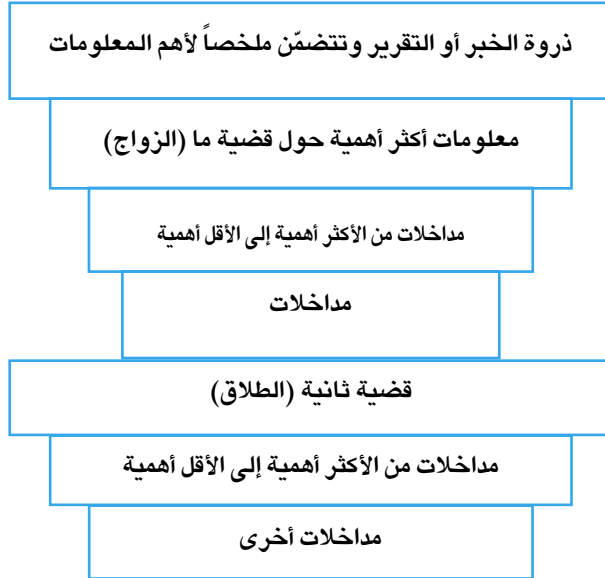 ذروة الخبر أو التقرير وتتضمّن ملخصاً لأهم المعلومات
معلومات أكثر أهمية حول قضية ما (الزواج)
مداخلات من الأكثر أهمية إلى الأقل أهمية
مداخلات
قضية ثانية (الطلاق)
مداخلات من الأكثر أهمية إلى الأقل أهمية
مداخلات أخرى